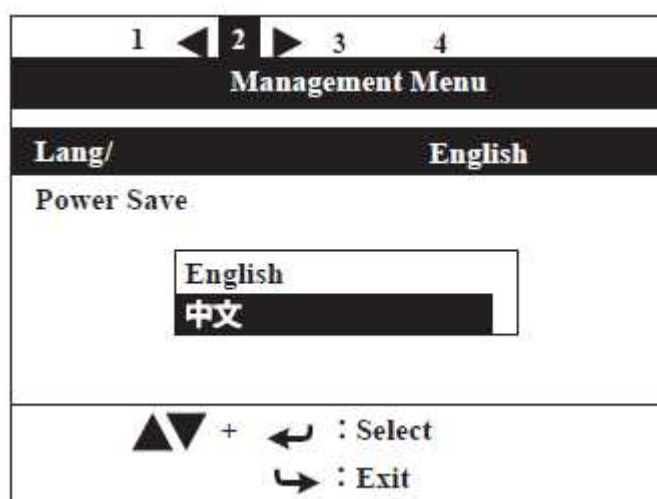 1 ◀ 2 ▶ 3 4
Management Menu
Lang/ English
Power Save
English
中文
▲▼ + ↵ : Select
↪ : Exit